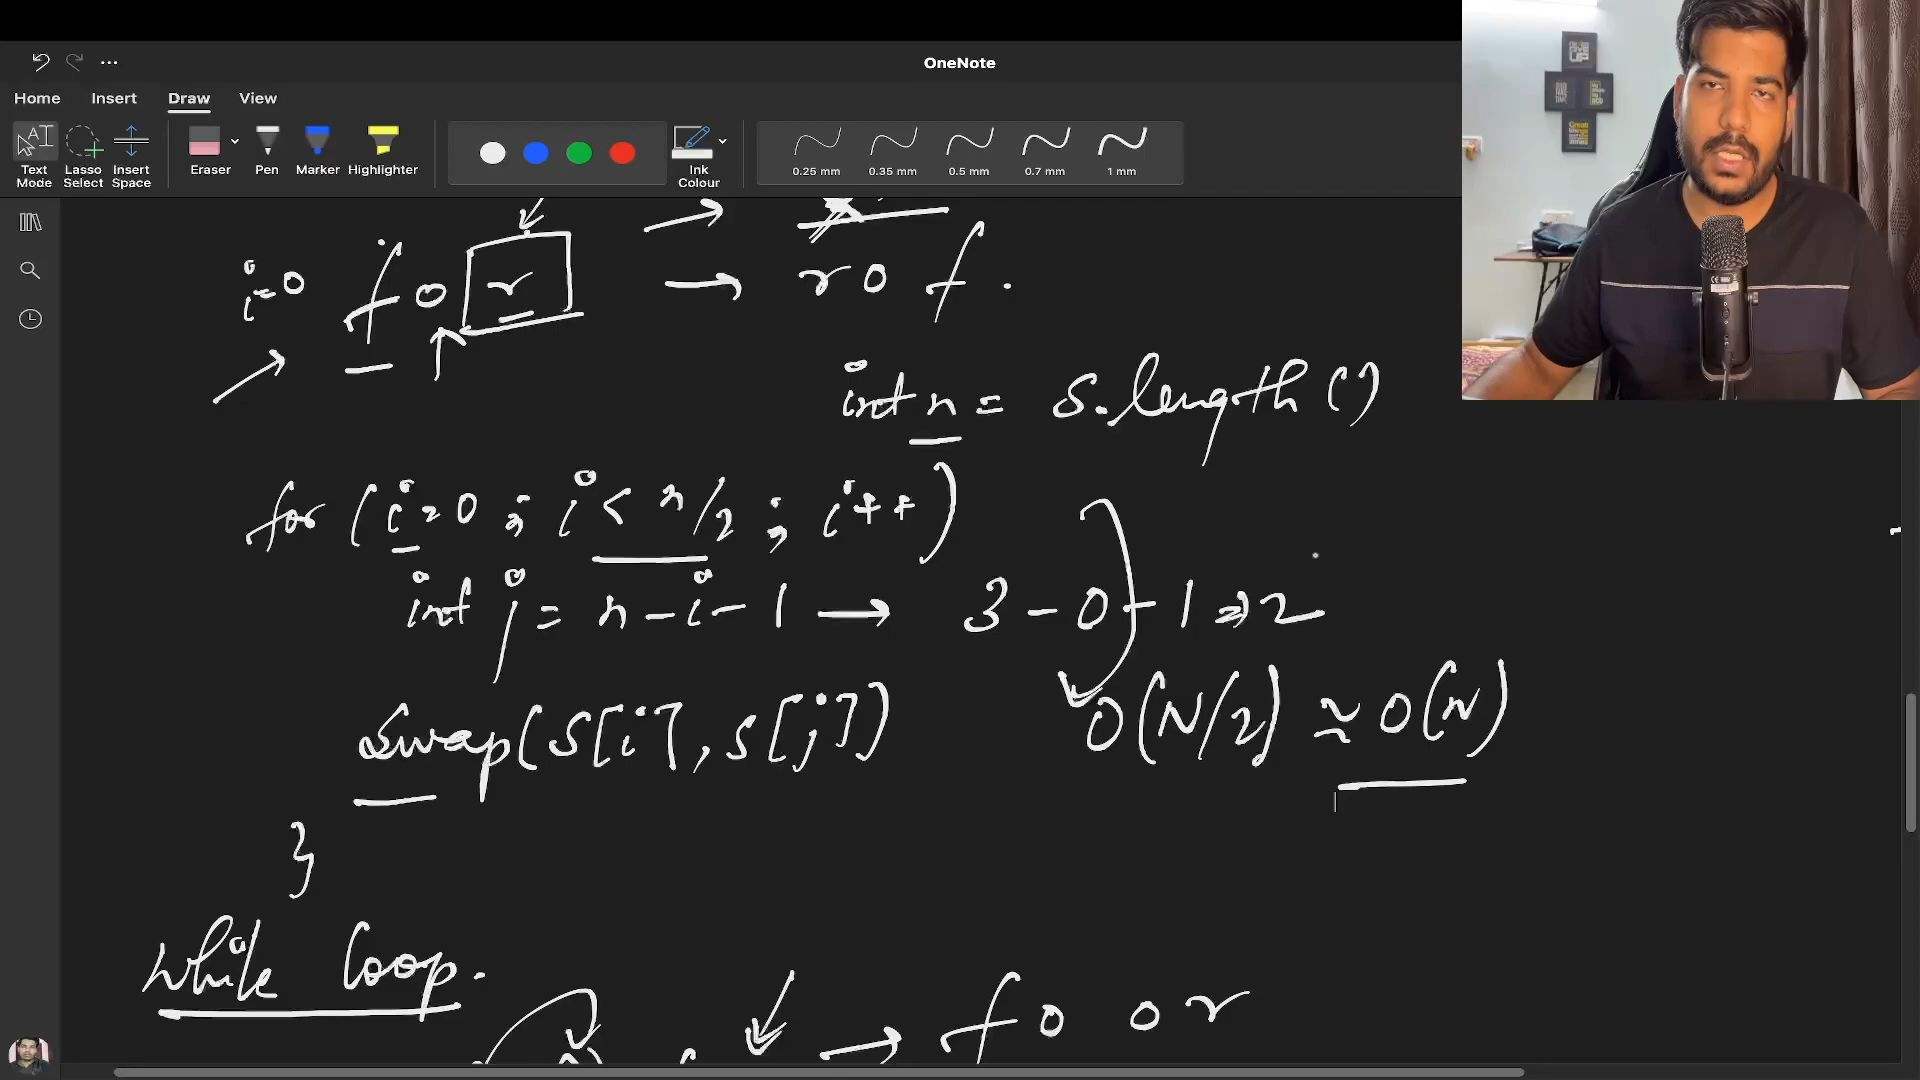 OneNote
Home Insert Draw View
Text Mode
Lasso Select
Insert Space
Eraser
Pen
Marker
Highlighter
Ink Colour
0.25 mm
0.35 mm
0.5 mm
0.7 mm
1 mm
i=0 f o r → r o f .
int n = s.length()
for (i=0 ; i < n/2 ; i++)
int j = n-i-1 → 3-0-1 => 2
swap(s[i], s[j]) O(N/2) ≈ O(N)
}
While loop.
→ f o o r